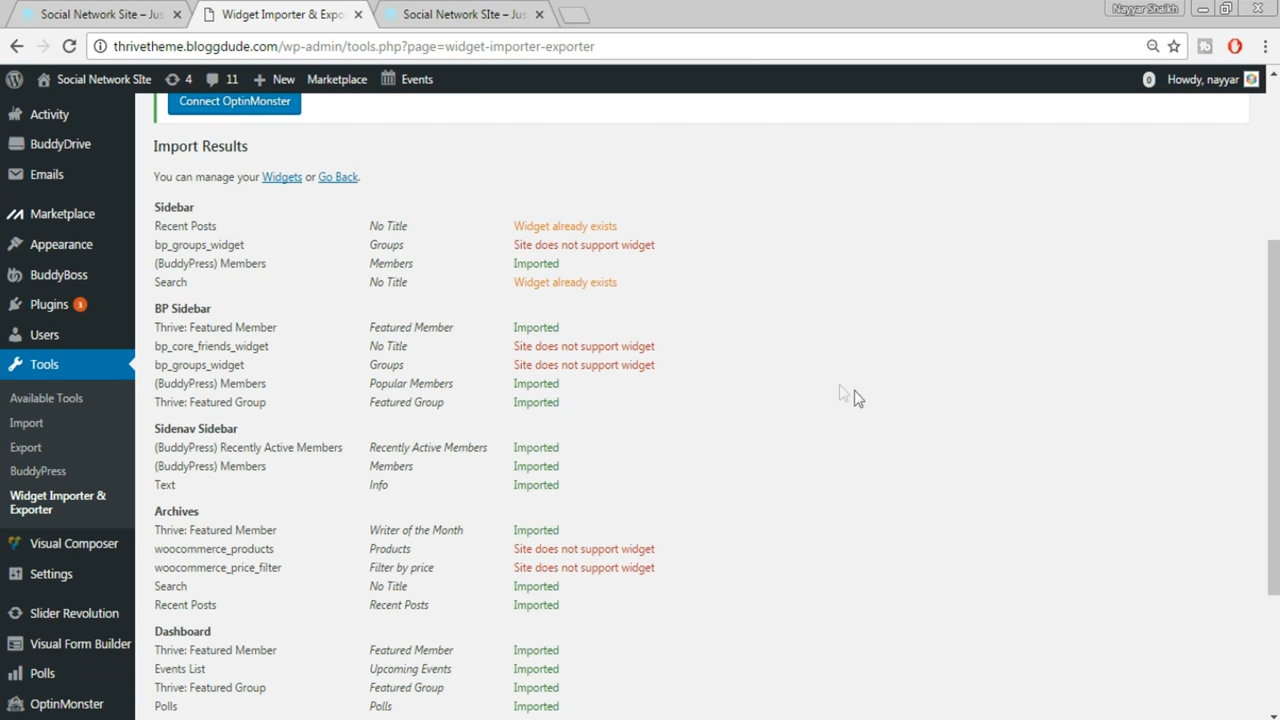 Social Network Site – Jus
Widget Importer & Expo
Social Network SIte – Jus
Nayyar Shaikh
thrivetheme.bloggdude.com/wp-admin/tools.php?page=widget-importer-exporter
Social Network SIte 4 11 New Marketplace Events 0 Howdy, nayyar
Activity
BuddyDrive
Emails
Marketplace
Appearance
BuddyBoss
Plugins 3
Users
Tools
Available Tools
Import
Export
BuddyPress
Widget Importer &
Exporter
Visual Composer
Settings
Slider Revolution
Visual Form Builder
Polls
OptinMonster
Connect OptinMonster
Import Results
You can manage your Widgets or Go Back.
Sidebar
Recent Posts No Title Widget already exists
bp_groups_widget Groups Site does not support widget
(BuddyPress) Members Members Imported
Search No Title Widget already exists
BP Sidebar
Thrive: Featured Member Featured Member Imported
bp_core_friends_widget No Title Site does not support widget
bp_groups_widget Groups Site does not support widget
(BuddyPress) Members Popular Members Imported
Thrive: Featured Group Featured Group Imported
Sidenav Sidebar
(BuddyPress) Recently Active Members Recently Active Members Imported
(BuddyPress) Members Members Imported
Text Info Imported
Archives
Thrive: Featured Member Writer of the Month Imported
woocommerce_products Products Site does not support widget
woocommerce_price_filter Filter by price Site does not support widget
Search No Title Imported
Recent Posts Recent Posts Imported
Dashboard
Thrive: Featured Member Featured Member Imported
Events List Upcoming Events Imported
Thrive: Featured Group Featured Group Imported
Polls Polls Imported